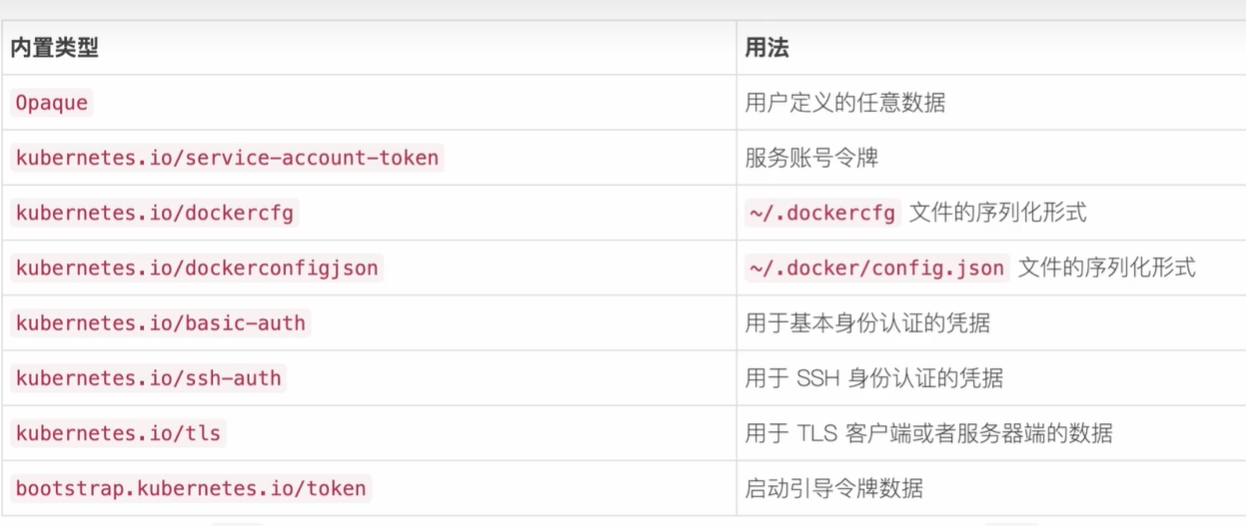 内置类型 用法
Opaque 用户定义的任意数据
kubernetes.io/service-account-token 服务账号令牌
kubernetes.io/dockercfg ~/.dockercfg 文件的序列化形式
kubernetes.io/dockerconfigjson ~/.docker/config.json 文件的序列化形式
kubernetes.io/basic-auth 用于基本身份认证的凭据
kubernetes.io/ssh-auth 用于 SSH 身份认证的凭据
kubernetes.io/tls 用于 TLS 客户端或者服务器端的数据
bootstrap.kubernetes.io/token 启动引导令牌数据